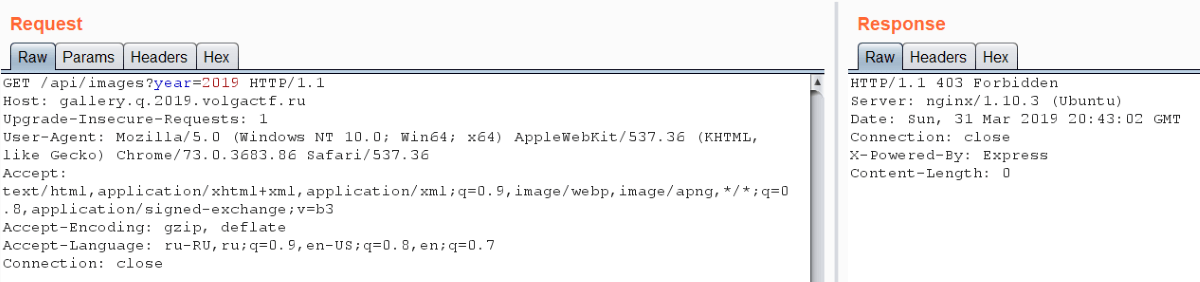 Request
Raw Params Headers Hex
GET /api/images?year=2019 HTTP/1.1
Host: gallery.q.2019.volgactf.ru
Upgrade-Insecure-Requests: 1
User-Agent: Mozilla/5.0 (Windows NT 10.0; Win64; x64) AppleWebKit/537.36 (KHTML,
like Gecko) Chrome/73.0.3683.86 Safari/537.36
Accept:
text/html,application/xhtml+xml,application/xml;q=0.9,image/webp,image/apng,*/*;q=0
.8,application/signed-exchange;v=b3
Accept-Encoding: gzip, deflate
Accept-Language: ru-RU,ru;q=0.9,en-US;q=0.8,en;q=0.7
Connection: close
Response
Raw Headers Hex
HTTP/1.1 403 Forbidden
Server: nginx/1.10.3 (Ubuntu)
Date: Sun, 31 Mar 2019 20:43:02 GMT
Connection: close
X-Powered-By: Express
Content-Length: 0